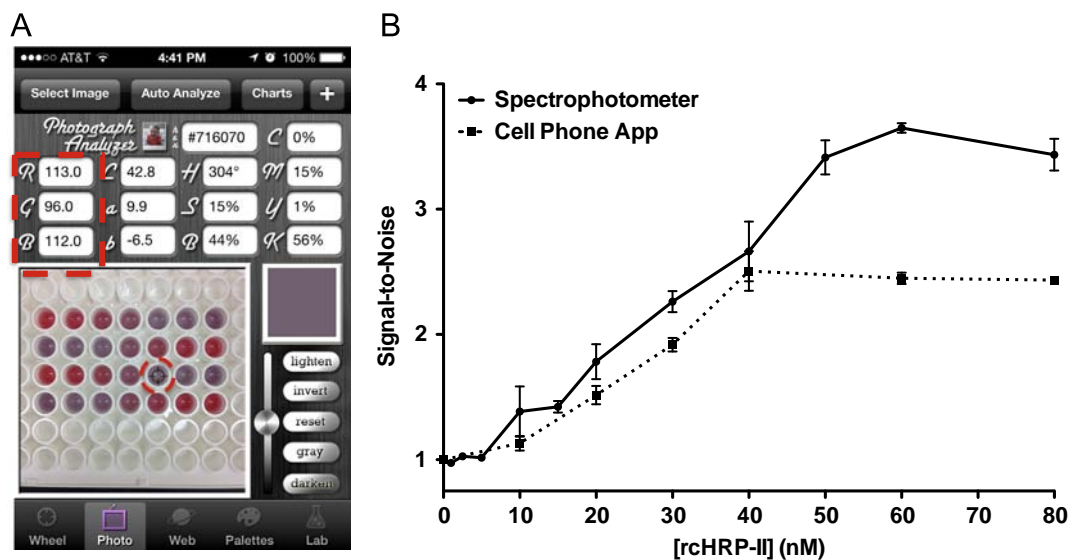 A
AT&T 4:41 PM 100%
Select Image Auto Analyze Charts +
Photograph Analyzer #716070 C 0%
R 113.0 L 42.8 H 304° M 15%
G 96.0 a 9.9 S 15% Y 1%
B 112.0 b -6.5 B 44% K 56%
lighten
invert
reset
gray
darken
Wheel Photo Web Palettes Lab
B
4
3
2
1
Signal-to-Noise
Spectrophotometer
Cell Phone App
0 10 20 30 40 50 60 70 80
[rcHRP-II] (nM)